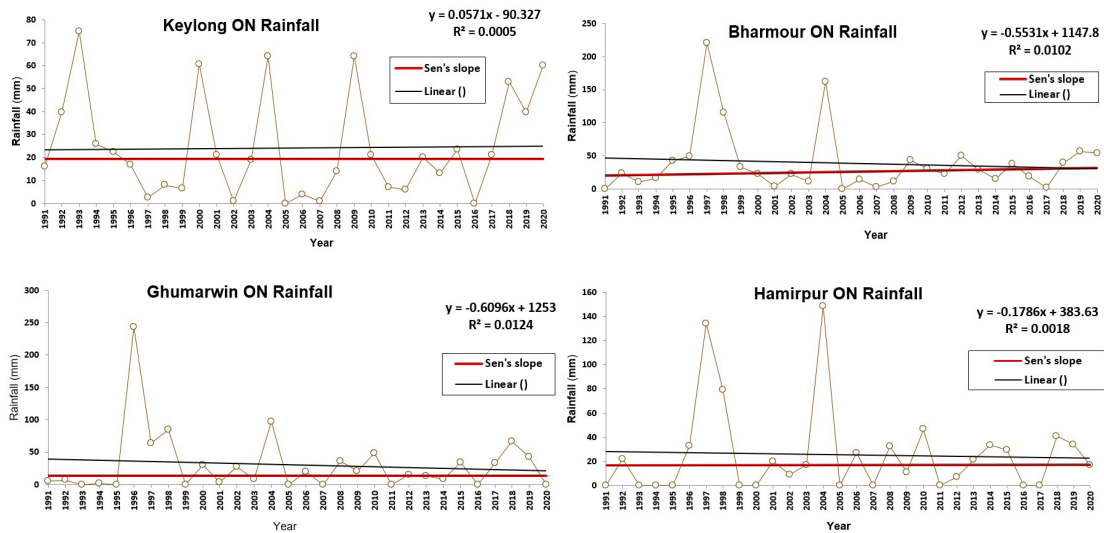 Keylong ON Rainfall
y = 0.0571x - 90.327
R² = 0.0005
Sen's slope
Linear ()
Rainfall (mm)
80
70
60
50
40
30
20
10
0
1991 1992 1993 1994 1995 1996 1997 1998 1999 2000 2001 2002 2003 2004 2005 2006 2007 2008 2009 2010 2011 2012 2013 2014 2015 2016 2017 2018 2019 2020
Year
Bharmour ON Rainfall
y = -0.5531x + 1147.8
R² = 0.0102
Sen's slope
Linear ()
Rainfall (mm)
250
200
150
100
50
0
1991 1992 1993 1994 1995 1996 1997 1998 1999 2000 2001 2002 2003 2004 2005 2006 2007 2008 2009 2010 2011 2012 2013 2014 2015 2016 2017 2018 2019 2020
Year
Ghumarwin ON Rainfall
y = -0.6096x + 1253
R² = 0.0124
Sen's slope
Linear ()
Rainfall (mm)
300
250
200
150
100
50
0
1991 1992 1993 1994 1995 1996 1997 1998 1999 2000 2001 2002 2003 2004 2005 2006 2007 2008 2009 2010 2011 2012 2013 2014 2015 2016 2017 2018 2019 2020
Year
Hamirpur ON Rainfall
y = -0.1786x + 383.63
R² = 0.0018
Sen's slope
Linear ()
Rainfall (mm)
160
140
120
100
80
60
40
20
0
1991 1992 1993 1994 1995 1996 1997 1998 1999 2000 2001 2002 2003 2004 2005 2006 2007 2008 2009 2010 2011 2012 2013 2014 2015 2016 2017 2018 2019 2020
Year